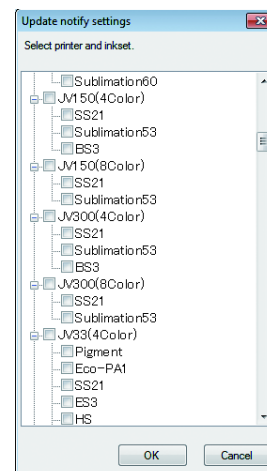 Update notify settings
Select printer and inkset.
Sublimation60
JV150(4Color)
SS21
Sublimation53
BS3
JV150(8Color)
SS21
Sublimation53
JV300(4Color)
SS21
Sublimation53
BS3
JV300(8Color)
SS21
Sublimation53
JV33(4Color)
Pigment
Eco-PA1
SS21
ES3
HS
OK Cancel